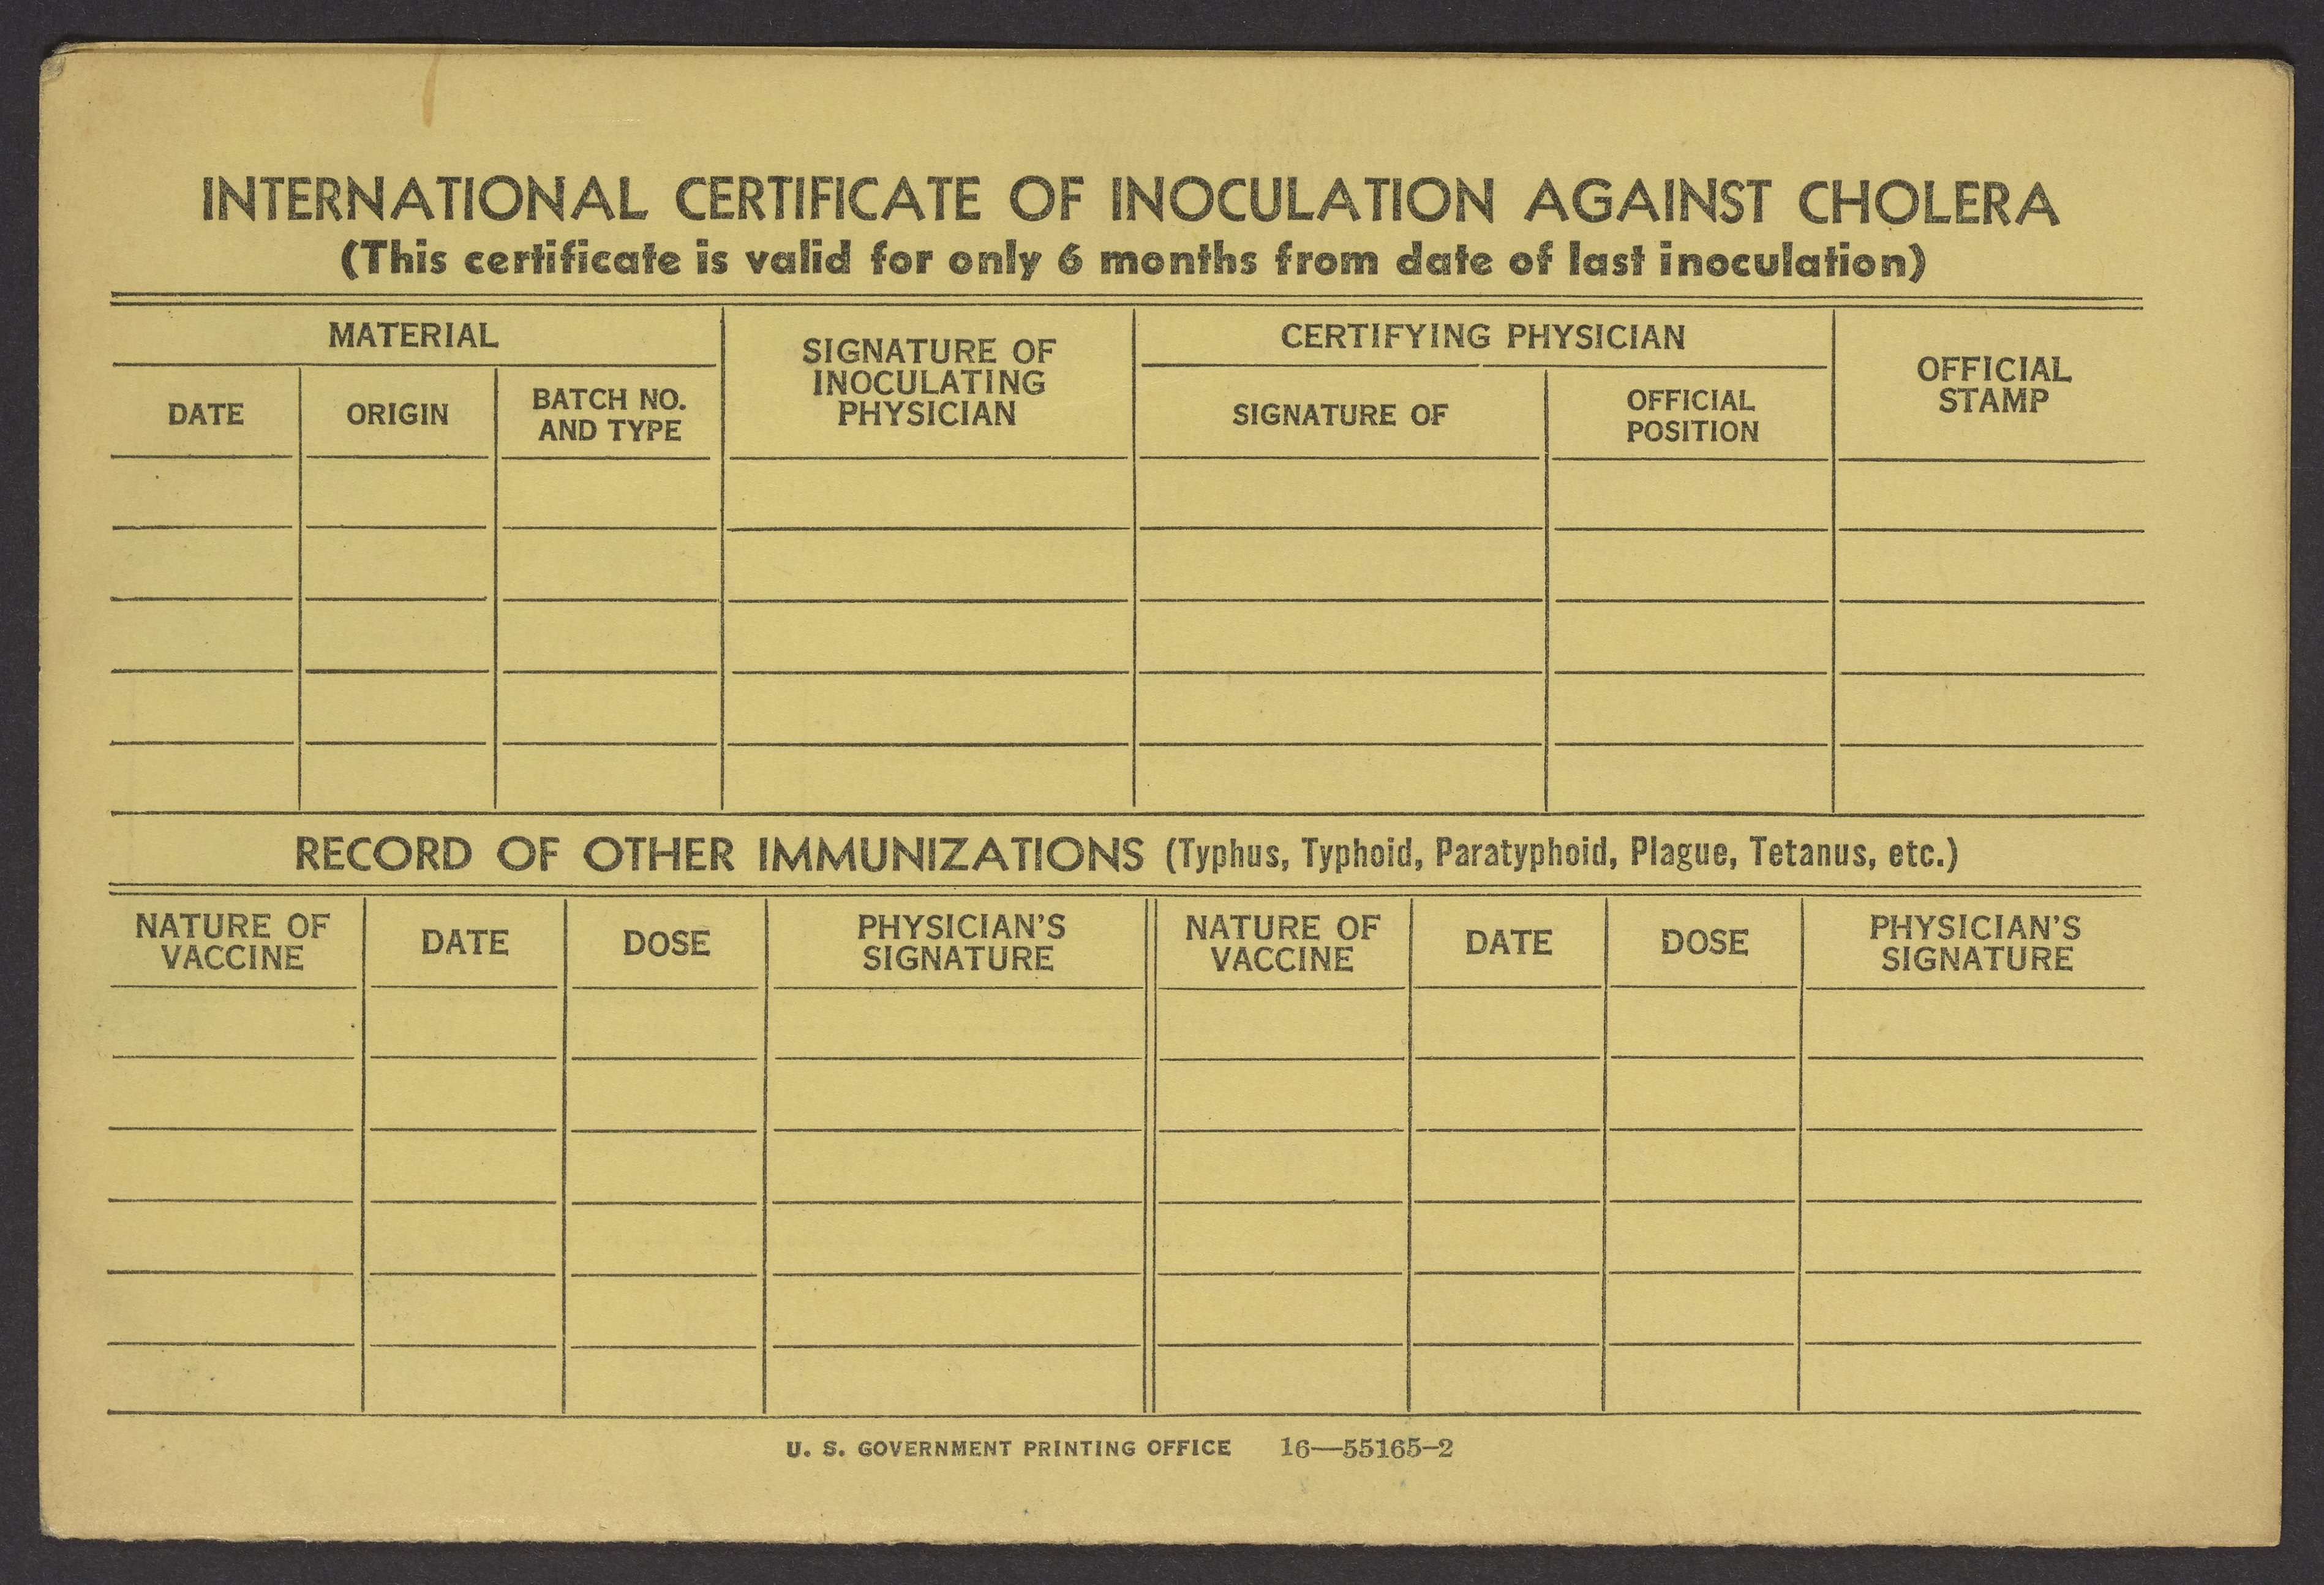 INTERNATIONAL CERTIFICATE OF INOCULATION AGAINST CHOLERA
(This certificate is valid for only 6 months from date of last inoculation)
MATERIAL
DATE
ORIGIN
BATCH NO.
AND TYPE
SIGNATURE OF
INOCULATING
PHYSICIAN
CERTIFYING PHYSICIAN
SIGNATURE OF
OFFICIAL
POSITION
OFFICIAL
STAMP
RECORD OF OTHER IMMUNIZATIONS (Typhus, Typhoid, Paratyphoid, Plague, Tetanus, etc.)
NATURE OF
VACCINE
DATE
DOSE
PHYSICIAN'S
SIGNATURE
NATURE OF
VACCINE
DATE
DOSE
PHYSICIAN'S
SIGNATURE
U. S. GOVERNMENT PRINTING OFFICE 16—55165-2